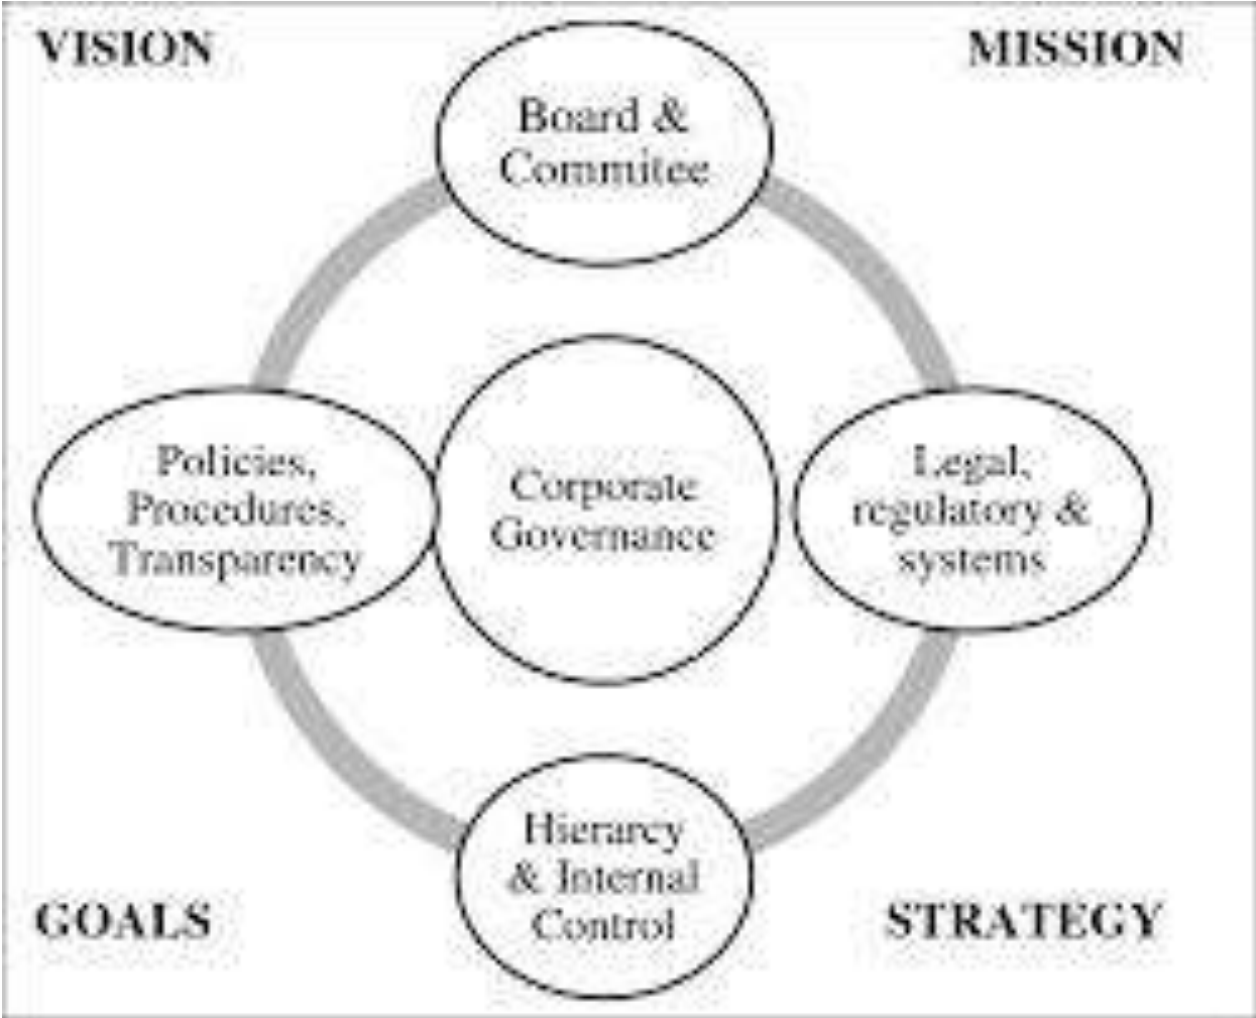 VISION
MISSION
Board &
Commitee
Policies,
Procedures,
Transparency
Corporate
Governance
Legal,
regulatory &
systems
Hierarcy
& Internal
Control
GOALS
STRATEGY